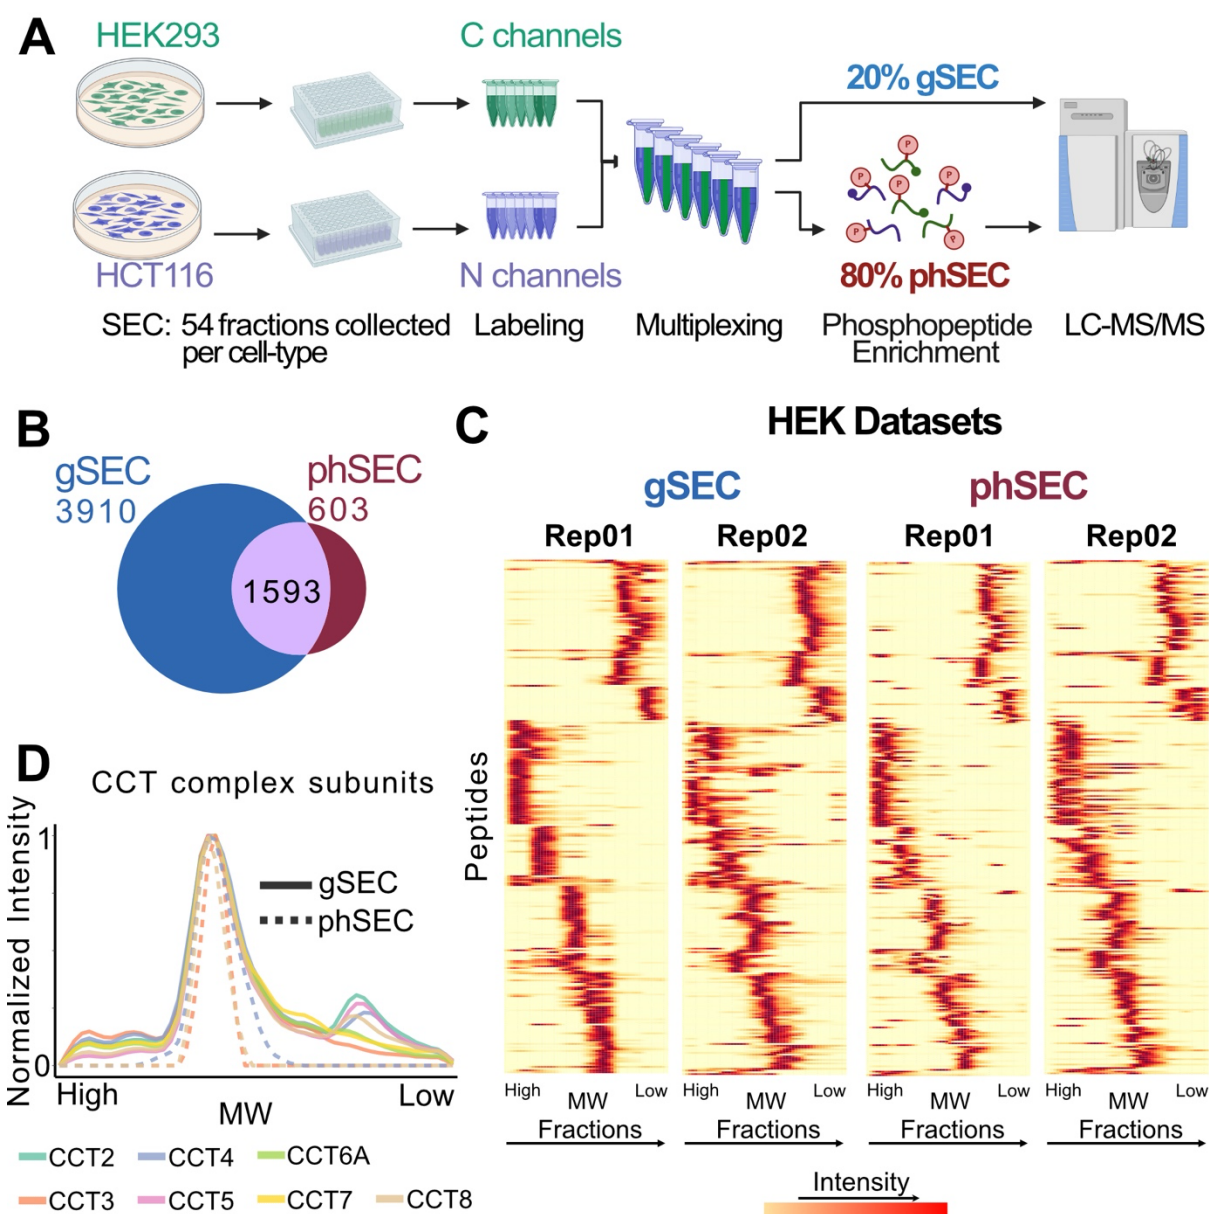 A
HEK293
C channels
20% gSEC
P
P
P
P
P
P
HCT116
N channels
80% phSEC
SEC: 54 fractions collected
per cell-type
Labeling
Multiplexing
Phosphopeptide
Enrichment
LC-MS/MS
B
gSEC
3910
phSEC
603
1593
C
HEK Datasets
gSEC
phSEC
Rep01
Rep02
Rep01
Rep02
Peptides
High
MW
Low
Fractions
High
MW
Low
Fractions
High
MW
Low
Fractions
High
MW
Low
Fractions
Intensity
D
CCT complex subunits
Normalized Intensity
1
0
gSEC
phSEC
High
MW
Low
CCT2
CCT4
CCT6A
CCT3
CCT5
CCT7
CCT8